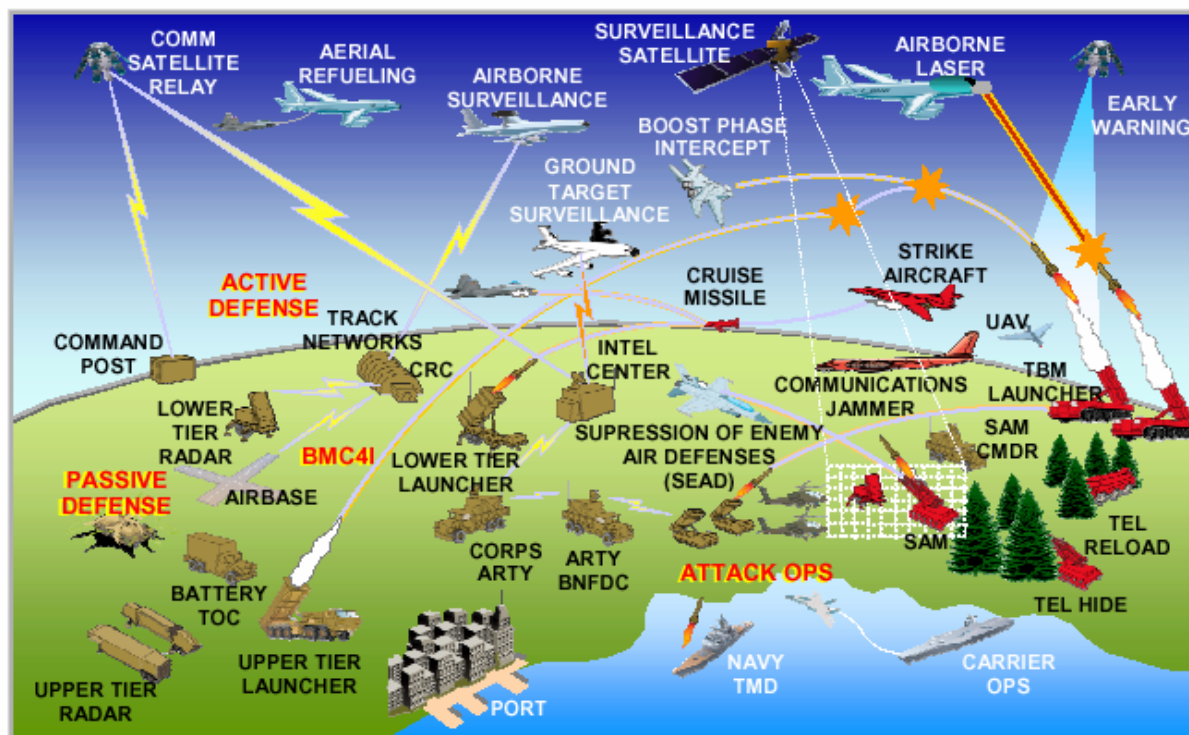 COMM
SATELLITE
RELAY
AERIAL
REFUELING
AIRBORNE
SURVEILLANCE
SURVEILLANCE
SATELLITE
AIRBORNE
LASER
EARLY
WARNING
BOOST PHASE
INTERCEPT
GROUND
TARGET
SURVEILLANCE
STRIKE
AIRCRAFT
CRUISE
MISSILE
ACTIVE
DEFENSE
TRACK
NETWORKS
CRC
COMMAND
POST
INTEL
CENTER
UAV
COMMUNICATIONS
JAMMER
TBM
LAUNCHER
LOWER
TIER
RADAR
BMC4I
LOWER TIER
LAUNCHER
SUPRESSION OF ENEMY
AIR DEFENSES
(SEAD)
SAM
CMDR
PASSIVE
DEFENSE
AIRBASE
SAM
TEL
RELOAD
CORPS
ARTY
ARTY
BNFDC
ATTACK OPS
TEL HIDE
BATTERY
TOC
UPPER TIER
RADAR
UPPER TIER
LAUNCHER
PORT
NAVY
TMD
CARRIER
OPS